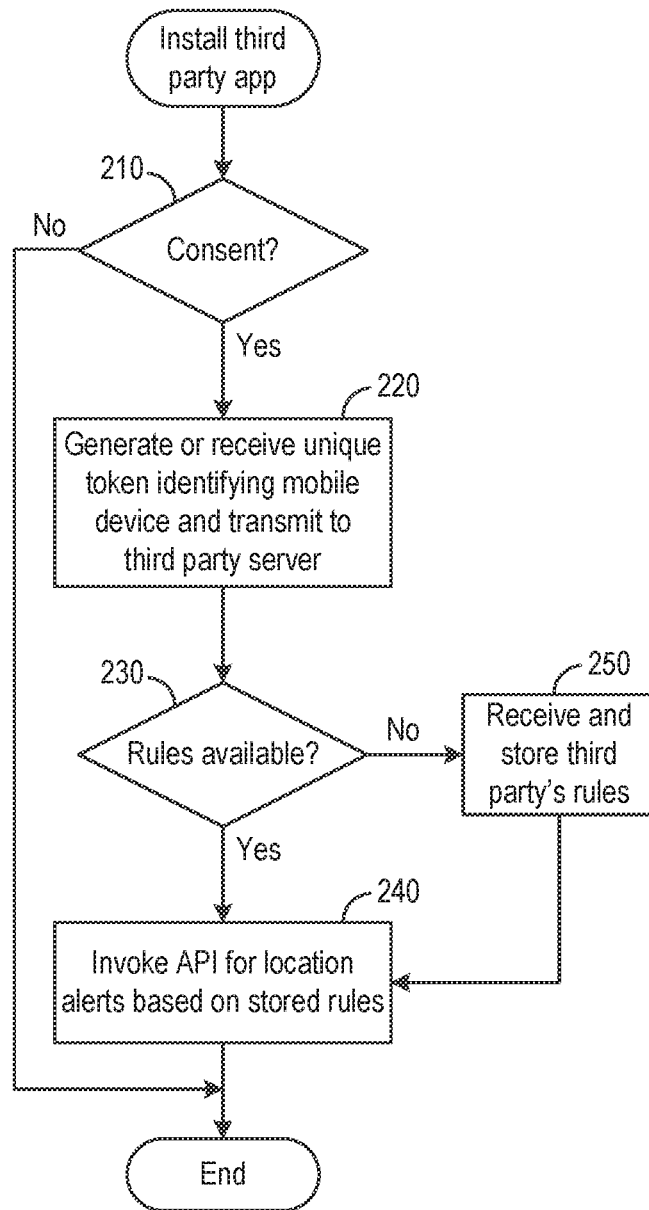 Install third
party app
210
No
Consent?
Yes
220
Generate or receive unique
token identifying mobile
device and transmit to
third party server
230
Rules available?
No
250
Receive and
store third
party's rules
Yes
240
Invoke API for location
alerts based on stored rules
End